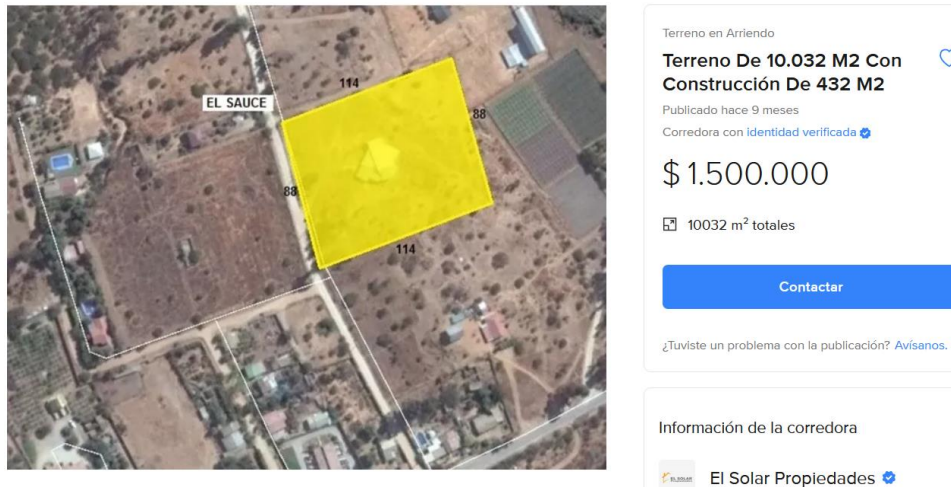 114
EL SAUCE
88
88
114
Terreno en Arriendo
Terreno De 10.032 M2 Con
Construcción De 432 M2
Publicado hace 9 meses
Corredora con identidad verificada
$ 1.500.000
10032 m² totales
Contactar
¿Tuviste un problema con la publicación? Avísanos.
Información de la corredora
EL SOLAR
El Solar Propiedades